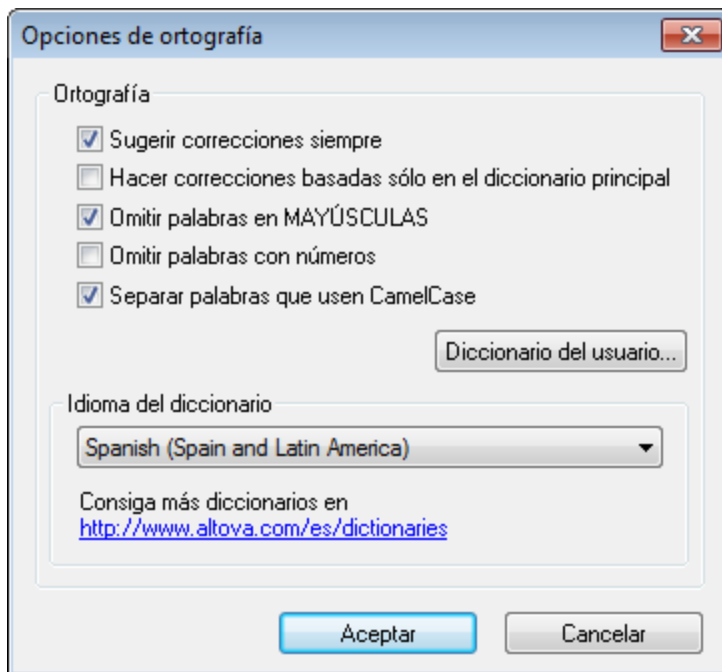 Opciones de ortografía
Ortografía
Sugerir correcciones siempre
Hacer correcciones basadas sólo en el diccionario principal
Omitir palabras en MAYÚSCULAS
Omitir palabras con números
Separar palabras que usen CamelCase
Diccionario del usuario...
Idioma del diccionario
Spanish (Spain and Latin America)
Consiga más diccionarios en
http://www.altova.com/es/dictionaries
Aceptar
Cancelar